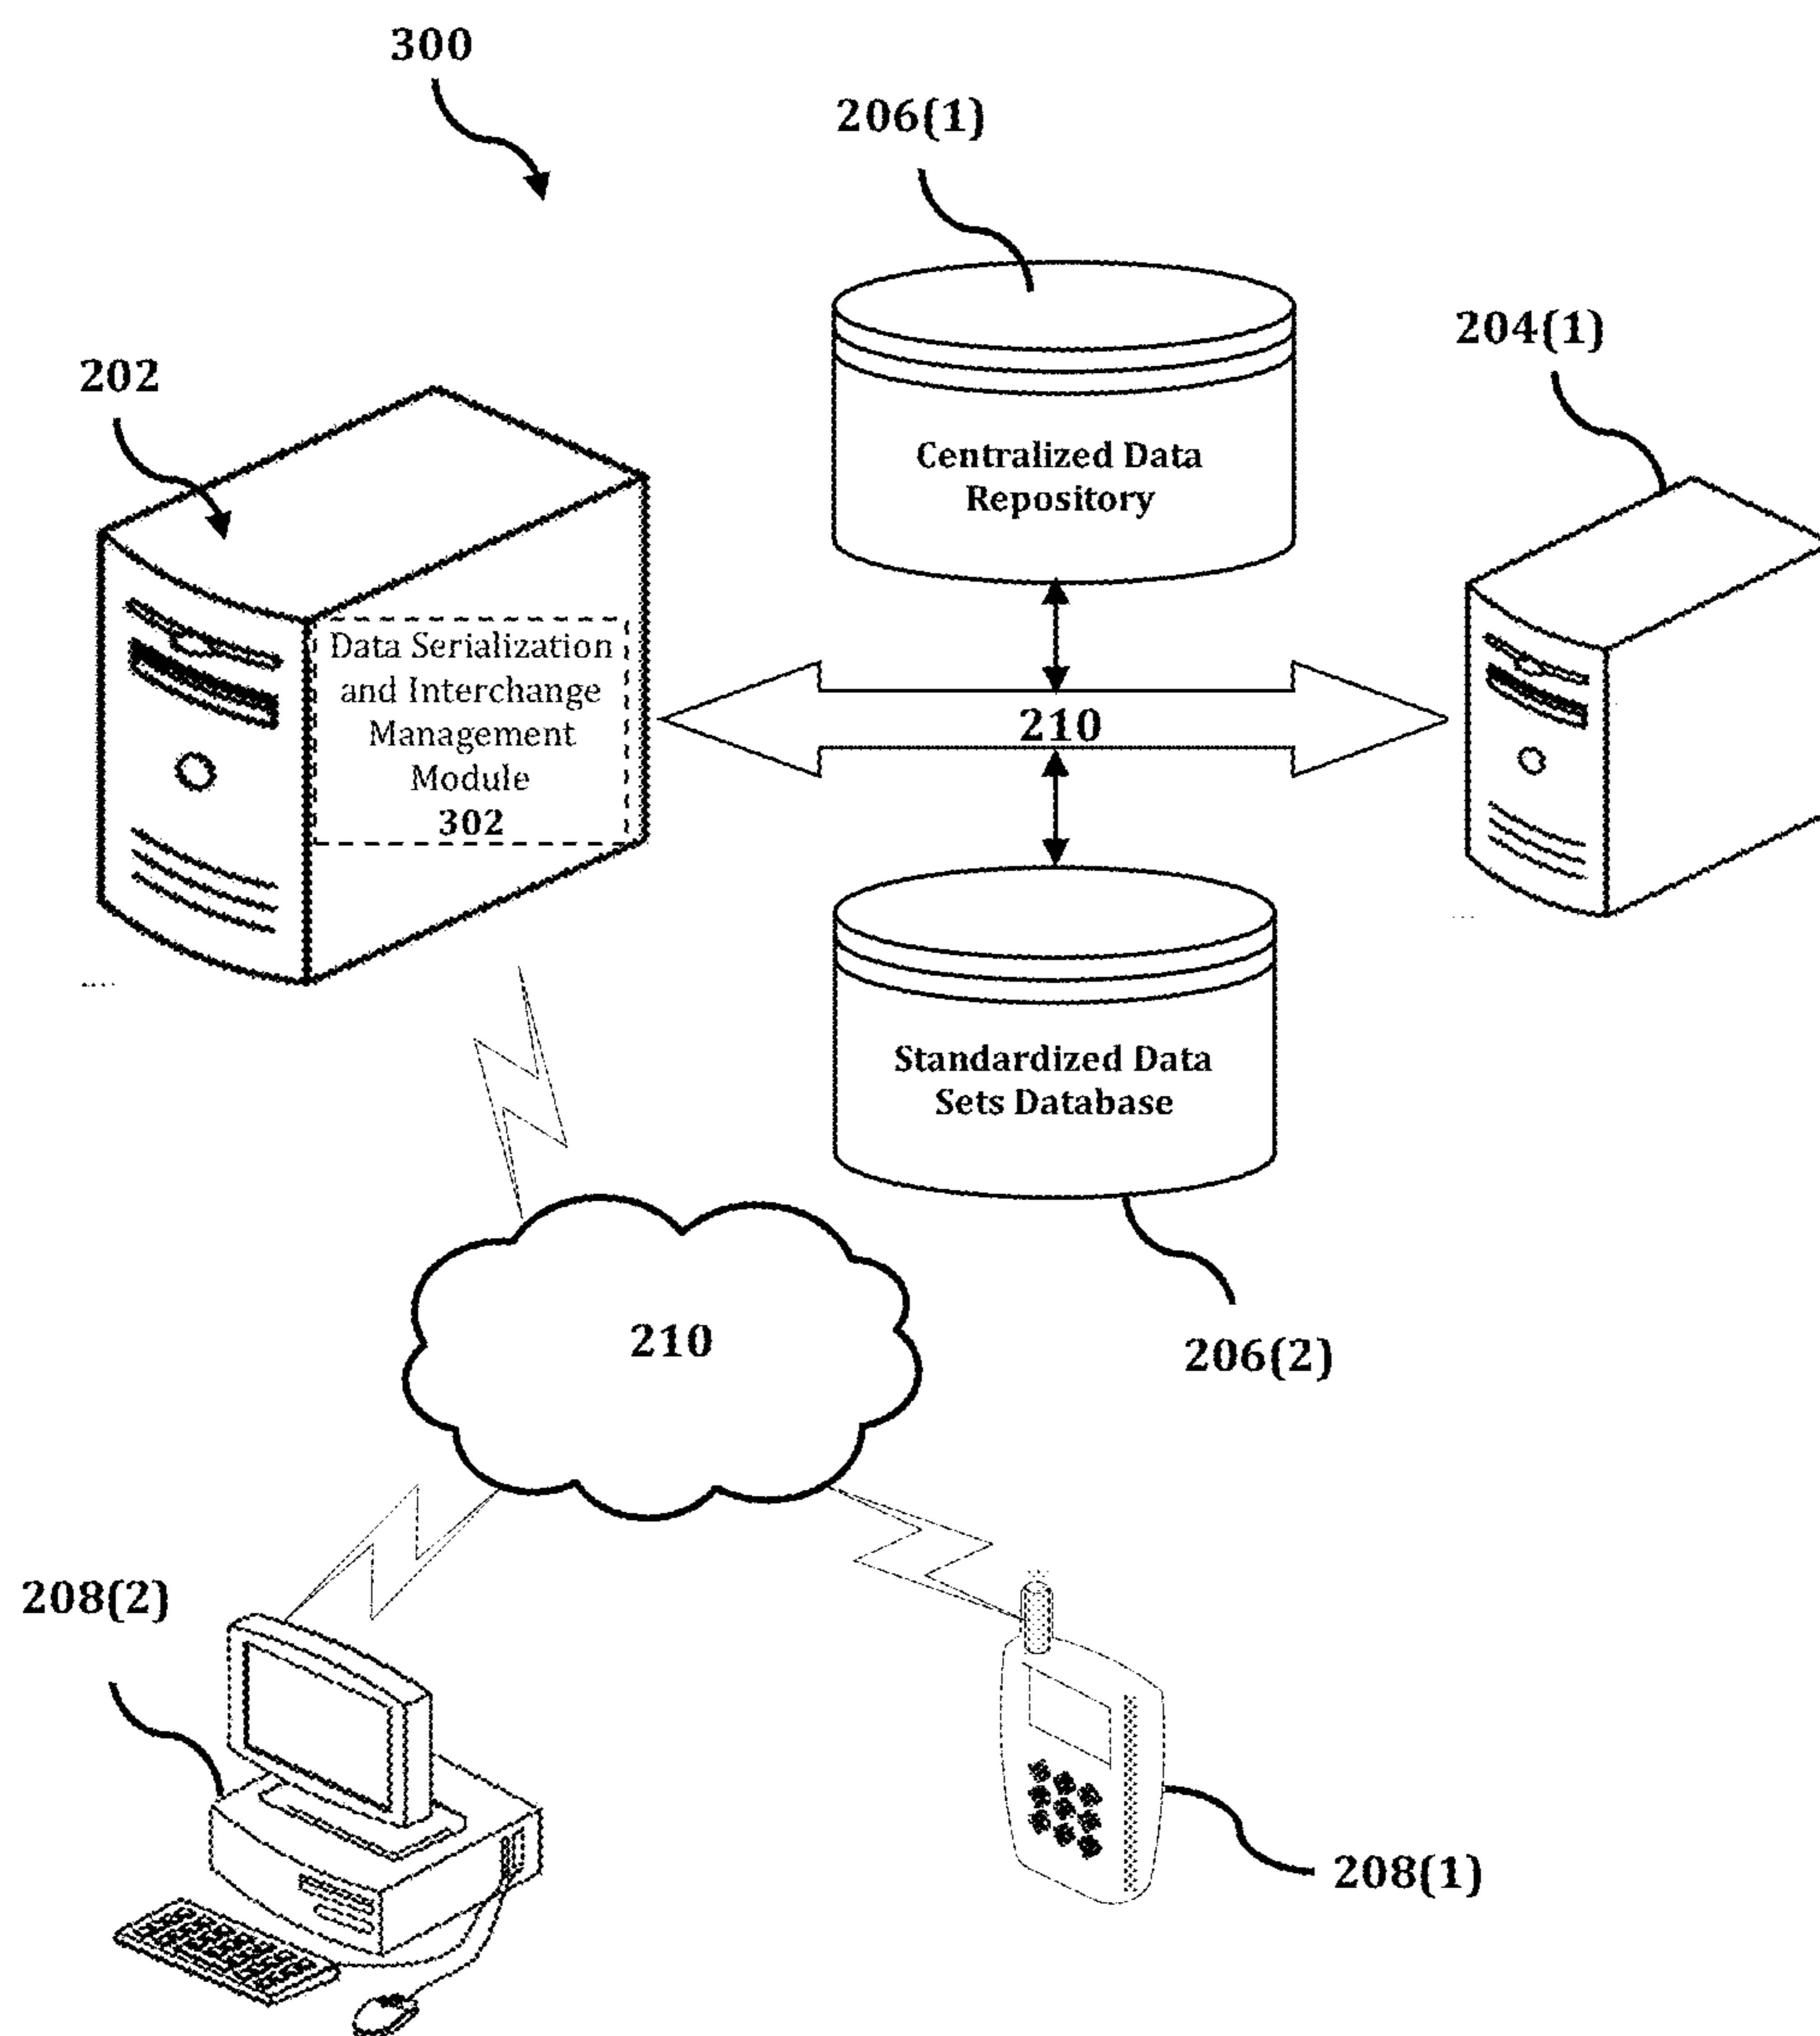 300
206(1)
204(1)
202
Centralized Data
Repository
Data Serialization
and Interchange
Management
Module
302
210
Standardized Data
Sets Database
210
206(2)
208(2)
208(1)